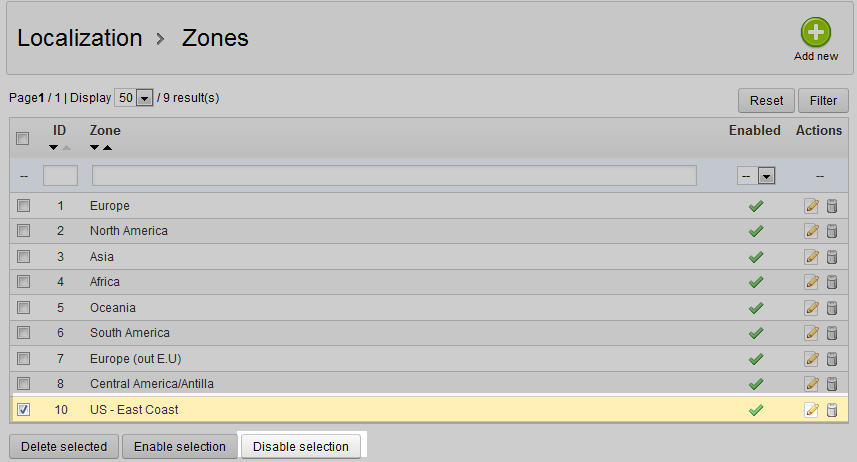 Localization > Zones
Add new
Page1 / 1 | Display 50 / 9 result(s)
Reset Filter
ID Zone Enabled Actions
-- -- --
1 Europe
2 North America
3 Asia
4 Africa
5 Oceania
6 South America
7 Europe (out E.U)
8 Central America/Antilla
10 US - East Coast
Delete selected Enable selection Disable selection